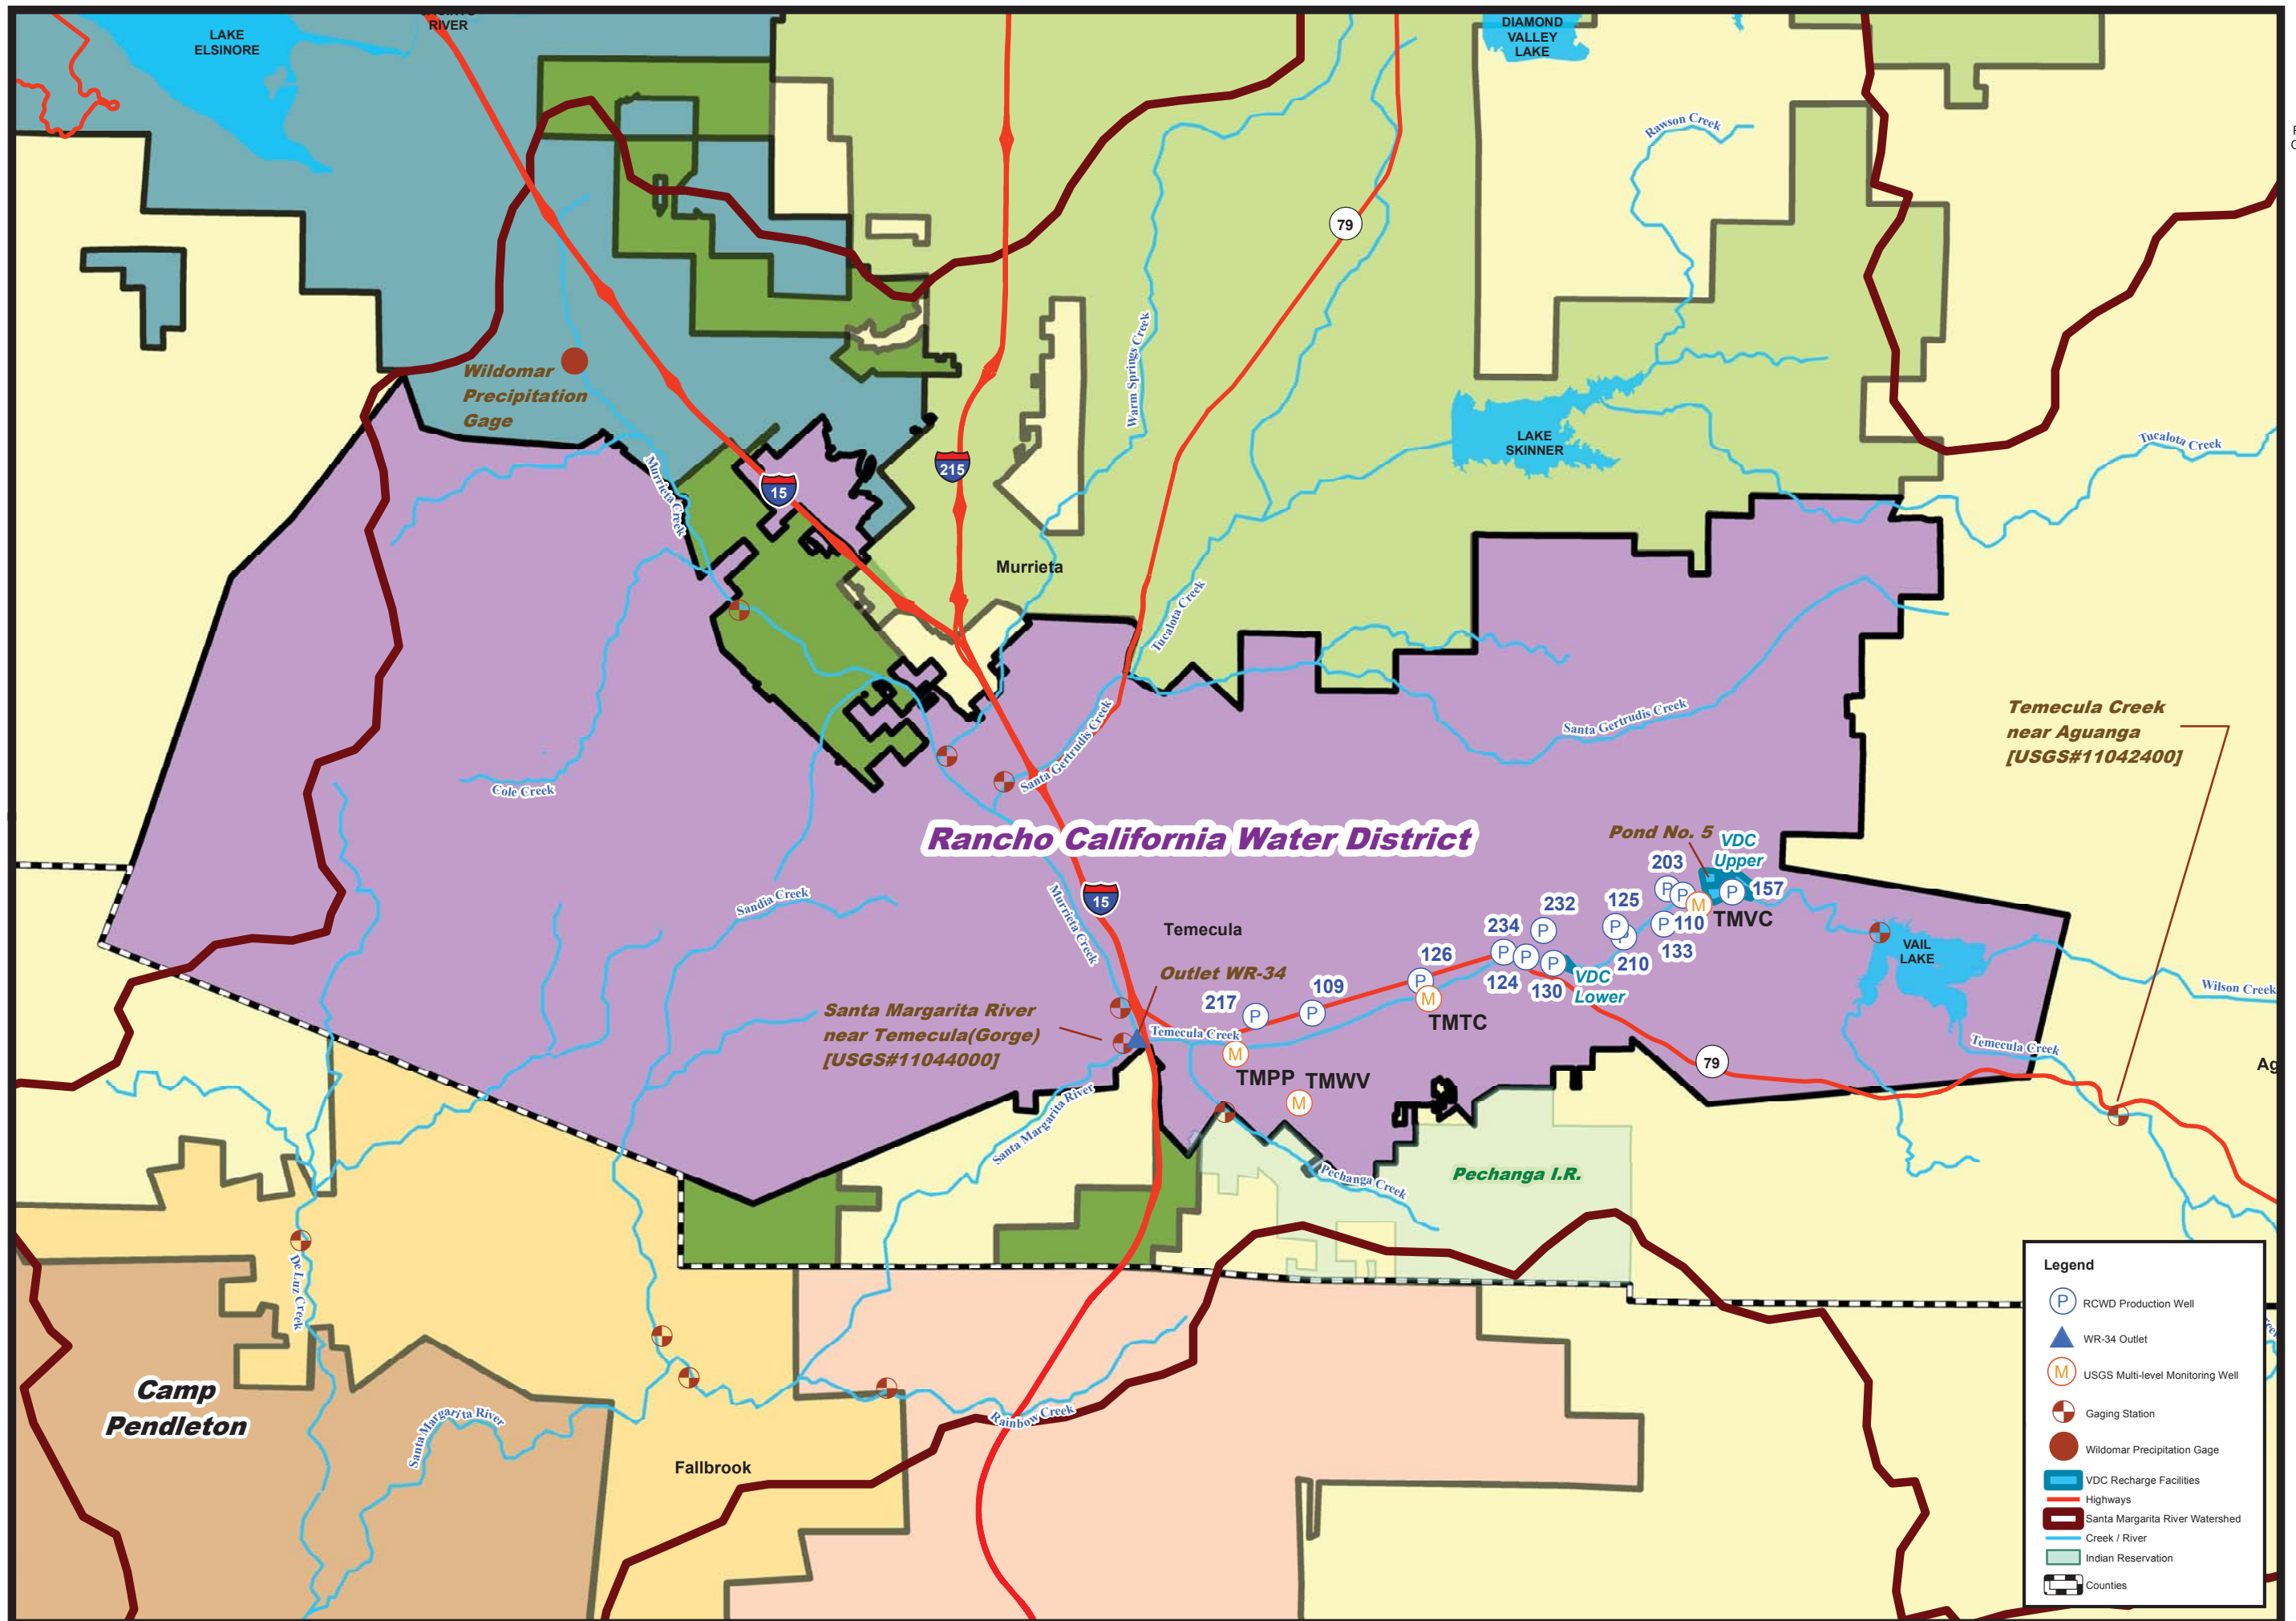 LAKE
ELSINORE
RIVER
DIAMOND
VALLEY
LAKE
Rawson Creek
79
Warm Springs Creek
Wildomar
Precipitation
Gage
Tucalota Creek
LAKE
SKINNER
215
15
Murrieta Creek
Murrieta
Tucalota Creek
Santa Gertrudis Creek
Santa Gertrudis Creek
Temecula Creek
near Aguanga
[USGS#11042400]
Cole Creek
Rancho California Water District
Pond No. 5
VDC
Upper
203
P
P
P
157
M
TMVC
110
P
133
125
P
P
210
232
P
234
P
P
P
124
130
VDC
Lower
Sandia Creek
Murrieta Creek
15
Temecula
VAIL
LAKE
126
P
M
TMTC
109
P
217
P
Outlet WR-34
Santa Margarita River
near Temecula(Gorge)
[USGS#11044000]
Temecula Creek
M
TMPP
TMWV
M
Wilson Creek
Temecula Creek
79
Ag
Santa Margarita River
Pechanga Creek
Pechanga I.R.
De Luz Creek
Camp
Pendleton
Santa Margarita River
Rainbow Creek
Fallbrook
Legend
P RCWD Production Well
WR-34 Outlet
M USGS Multi-level Monitoring Well
Gaging Station
Wildomar Precipitation Gage
VDC Recharge Facilities
Highways
Santa Margarita River Watershed
Creek / River
Indian Reservation
Counties